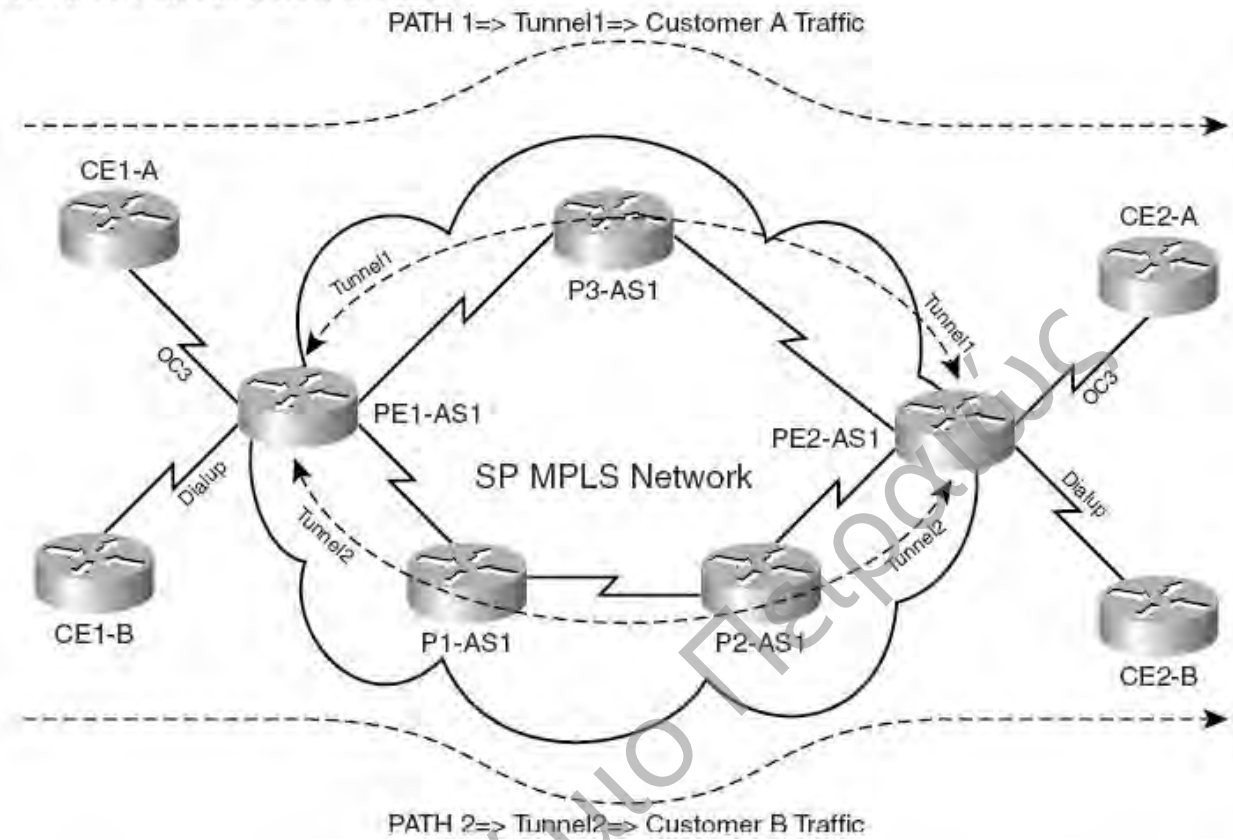 PATH 1=> Tunnel1=> Customer A Traffic
CE1-A
CE2-A
Tunnel1
P3-AS1
Tunnel1
OC3
OC3
PE1-AS1
PE2-AS1
SP MPLS Network
Dialup
Dialup
Tunnel2
Tunnel2
CE1-B
P1-AS1
P2-AS1
CE2-B
PATH 2=> Tunnel2=> Customer B Traffic